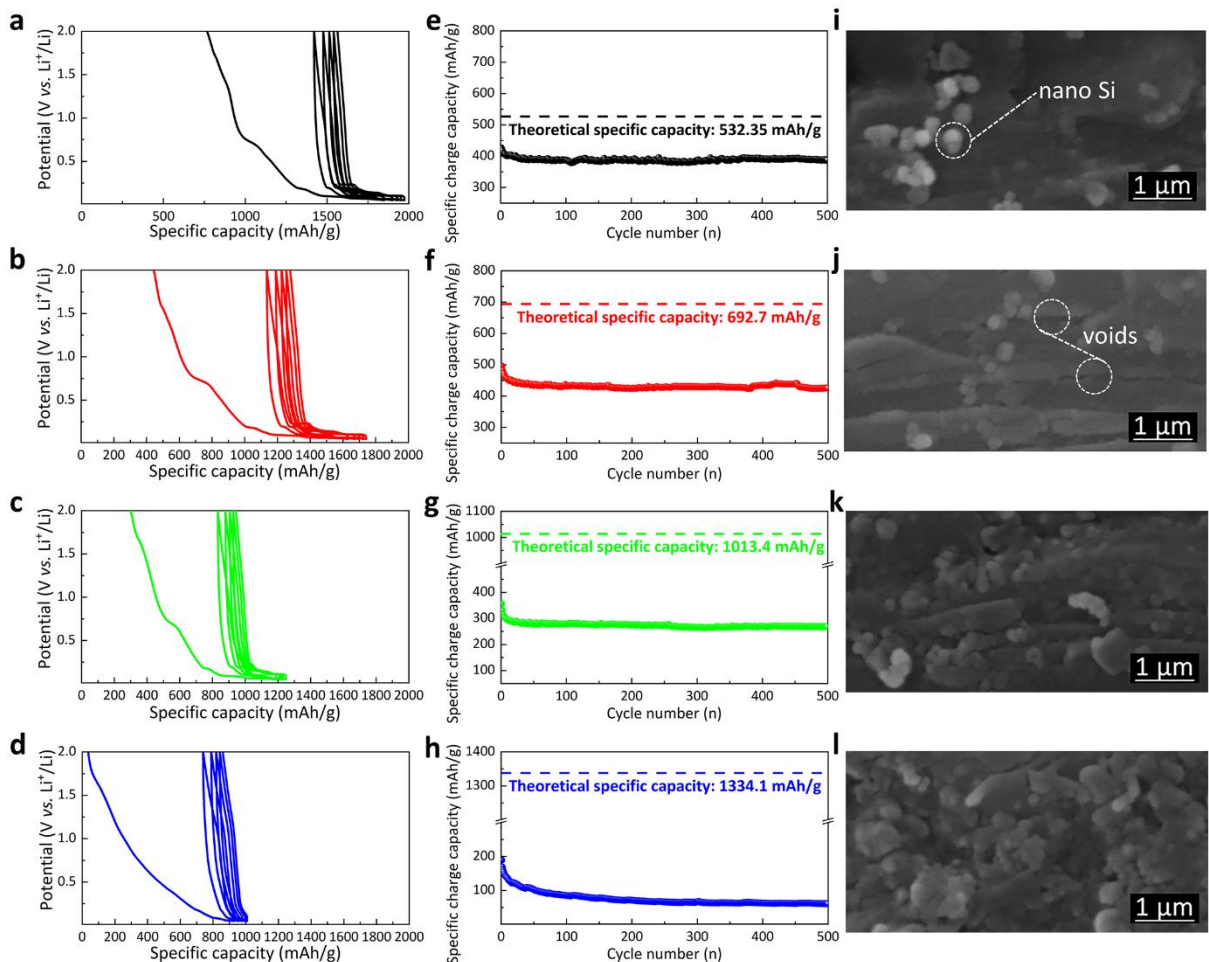 a
2.0
1.5
1.0
0.5
0
500
1000
1500
2000
Potential (V vs. Li⁺/Li)
Specific capacity (mAh/g)
e
800
700
600
500
400
300
0
100
200
300
400
500
Specific charge capacity (mAh/g)
Theoretical specific capacity: 532.35 mAh/g
Cycle number (n)
i
nano Si
1 μm
b
2.0
1.5
1.0
0.5
0
200
400
600
800
1000
1200
1400
1600
1800
2000
Potential (V vs. Li⁺/Li)
Specific capacity (mAh/g)
f
800
700
600
500
400
300
0
100
200
300
400
500
Specific charge capacity (mAh/g)
Theoretical specific capacity: 692.7 mAh/g
Cycle number (n)
j
voids
1 μm
c
2.0
1.5
1.0
0.5
0
200
400
600
800
1000
1200
1400
1600
1800
2000
Potential (V vs. Li⁺/Li)
Specific capacity (mAh/g)
g
1100
1000
400
300
200
100
0
100
200
300
400
500
Specific charge capacity (mAh/g)
Theoretical specific capacity: 1013.4 mAh/g
Cycle number (n)
k
1 μm
d
2.0
1.5
1.0
0.5
0
200
400
600
800
1000
1200
1400
1600
1800
2000
Potential (V vs. Li⁺/Li)
Specific capacity (mAh/g)
h
1400
1300
200
100
0
100
200
300
400
500
Specific charge capacity (mAh/g)
Theoretical specific capacity: 1334.1 mAh/g
Cycle number (n)
l
1 μm